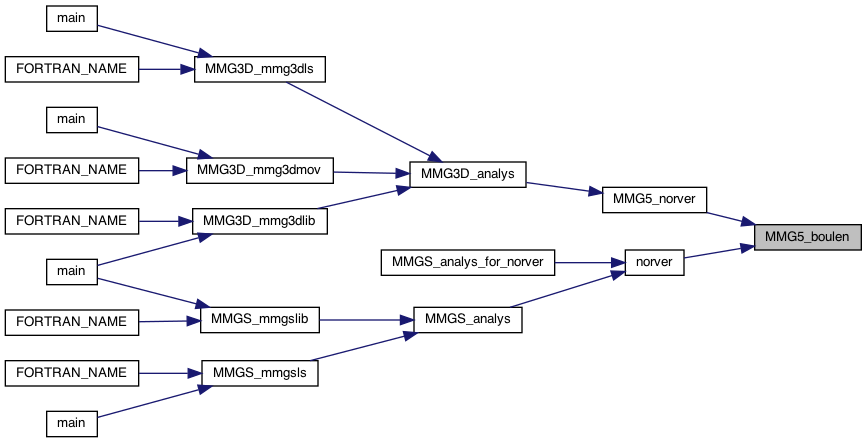 main
FORTRAN_NAME
MMG3D_mmg3dls
main
FORTRAN_NAME
MMG3D_mmg3dmov
MMG3D_analys
MMG5_norver
FORTRAN_NAME
MMG3D_mmg3dlib
MMG5_boulen
main
MMGS_analys_for_norver
norver
FORTRAN_NAME
MMGS_mmgslib
MMGS_analys
FORTRAN_NAME
MMGS_mmgsls
main